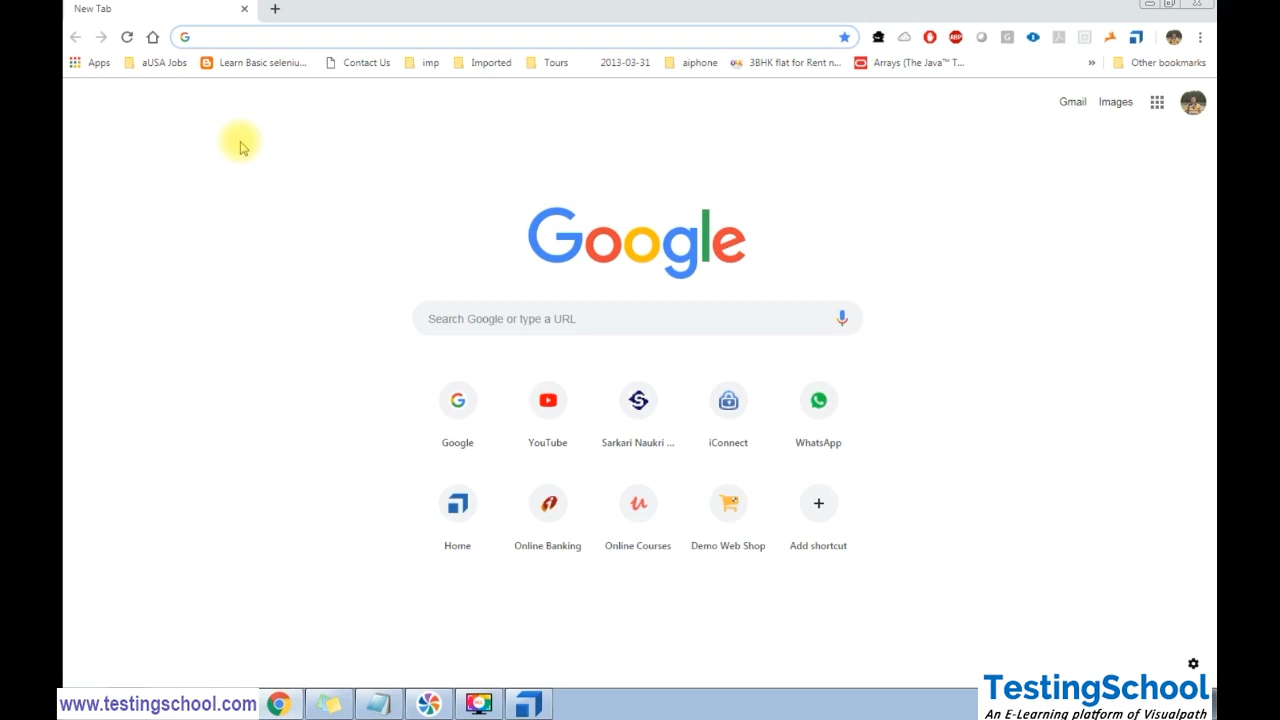 New Tab
Apps aUSA Jobs Learn Basic seleniu... Contact Us imp Imported Tours 2013-03-31 aiphone 3BHK flat for Rent n... Arrays (The Java™ T... » Other bookmarks
Gmail Images
Google
Search Google or type a URL
Google YouTube Sarkari Naukri ... iConnect WhatsApp
Home Online Banking Online Courses Demo Web Shop Add shortcut
www.testingschool.com
TestingSchool
An E-Learning platform of Visualpath